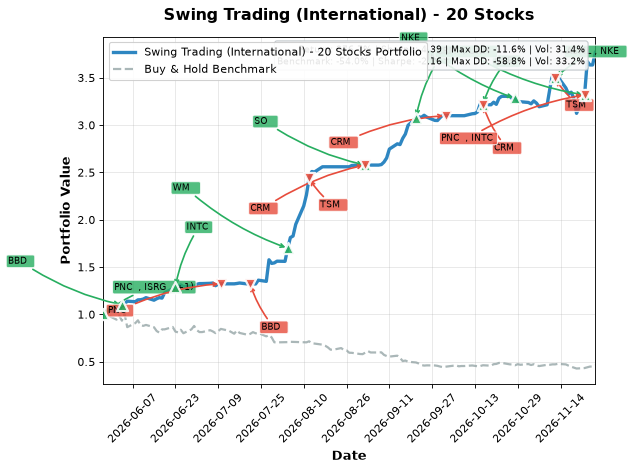 Swing Trading (International) - 20 Stocks
NKE
Swing Trading (International) - 20 Stocks Portfolio
Buy & Hold Benchmark
.39 | Max DD: -11.6% | Vol: 31.4%
Benchmark: -54.0% | Sharpe: -2.16 | Max DD: -58.8% | Vol: 33.2%
, NKE
TSM
SO
CRM
PNC , INTC
CRM
WM
CRM
TSM
INTC
BBD
PNC , ISRG
BBD
Portfolio Value
3.5
3.0
2.5
2.0
1.5
1.0
0.5
2026-06-07
2026-06-23
2026-07-09
2026-07-25
2026-08-10
2026-08-26
2026-09-11
2026-09-27
2026-10-13
2026-10-29
2026-11-14
Date